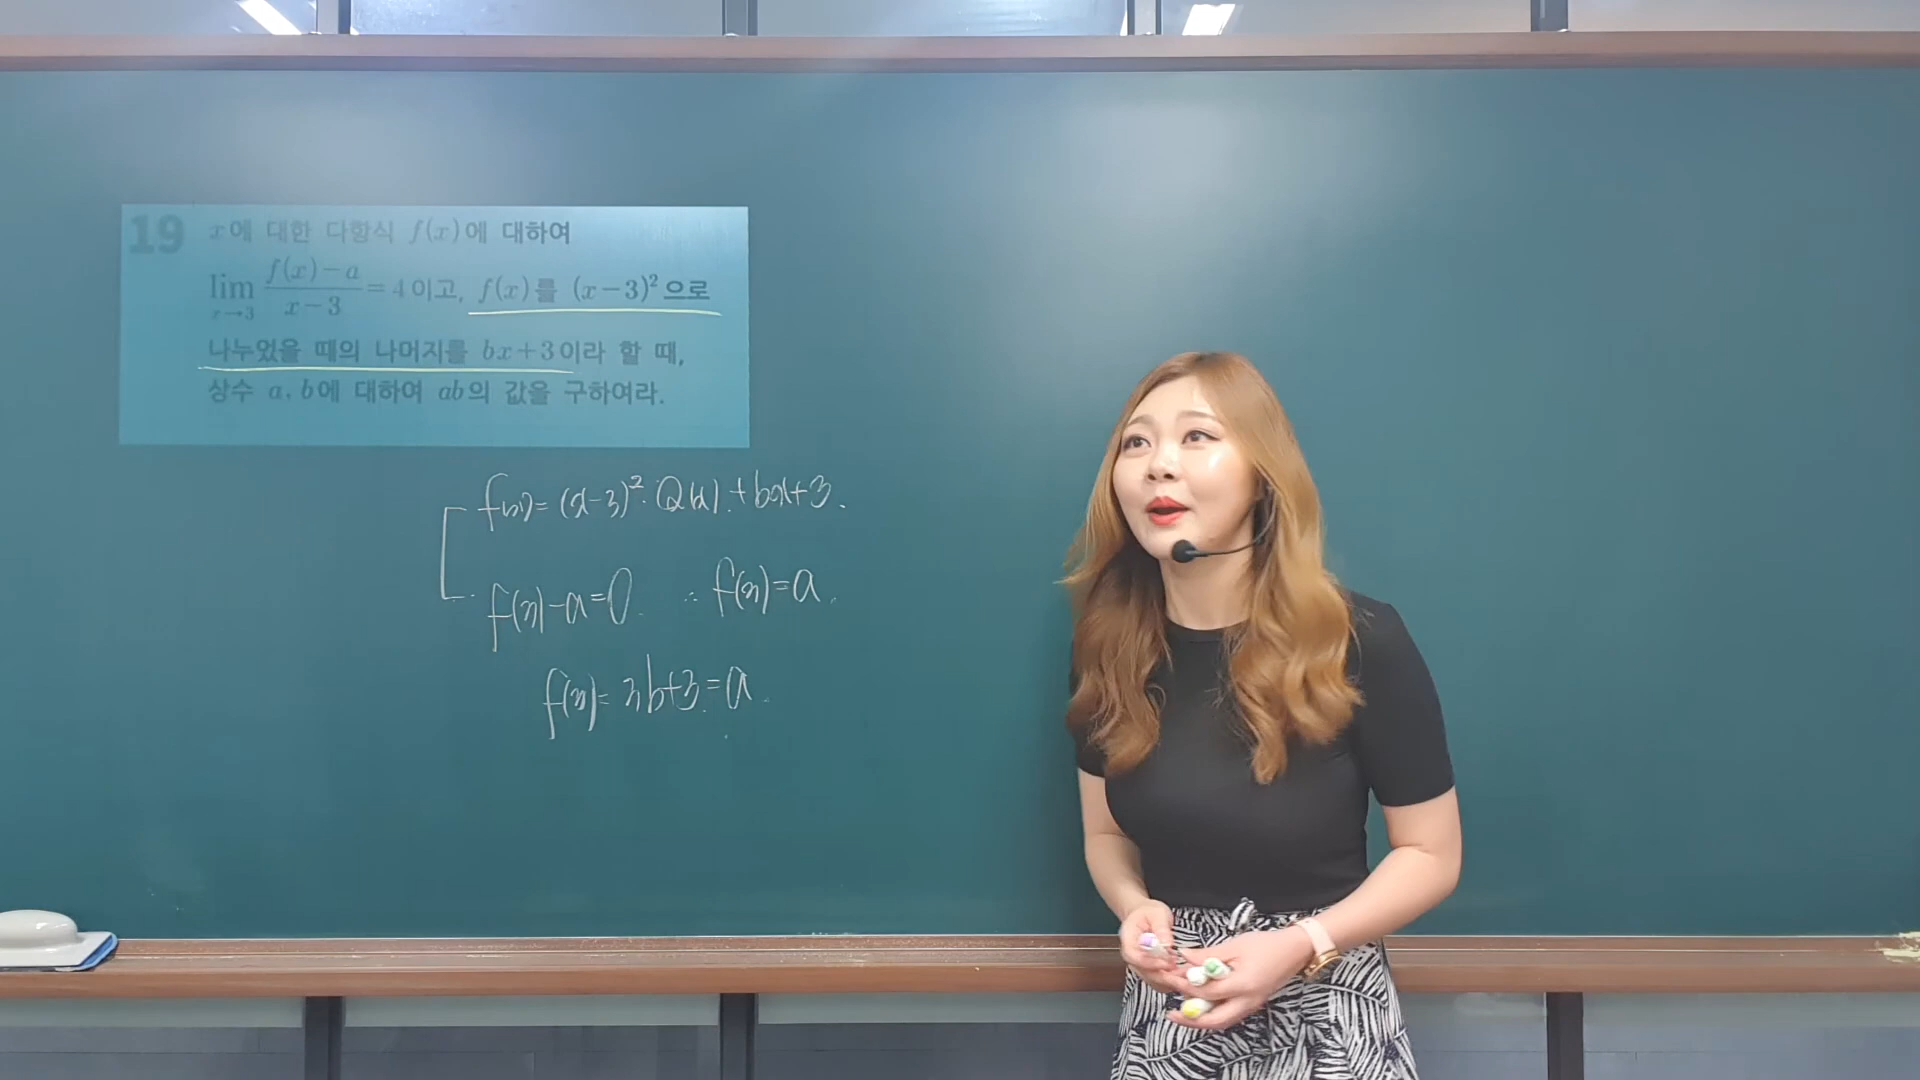 19 x에 대한 다항식 f(x)에 대하여
lim x→3 f(x)-a / x-3 = 4이고, f(x)를 (x-3)²으로
나누었을 때의 나머지를 bx+3이라 할 때,
상수 a, b에 대하여 ab의 값을 구하여라.
f(x)= (x-3)²·Q(x)+bx+3.
f(3)-a=0. ∴ f(3)=a.
f(3)= 3b+3=a.